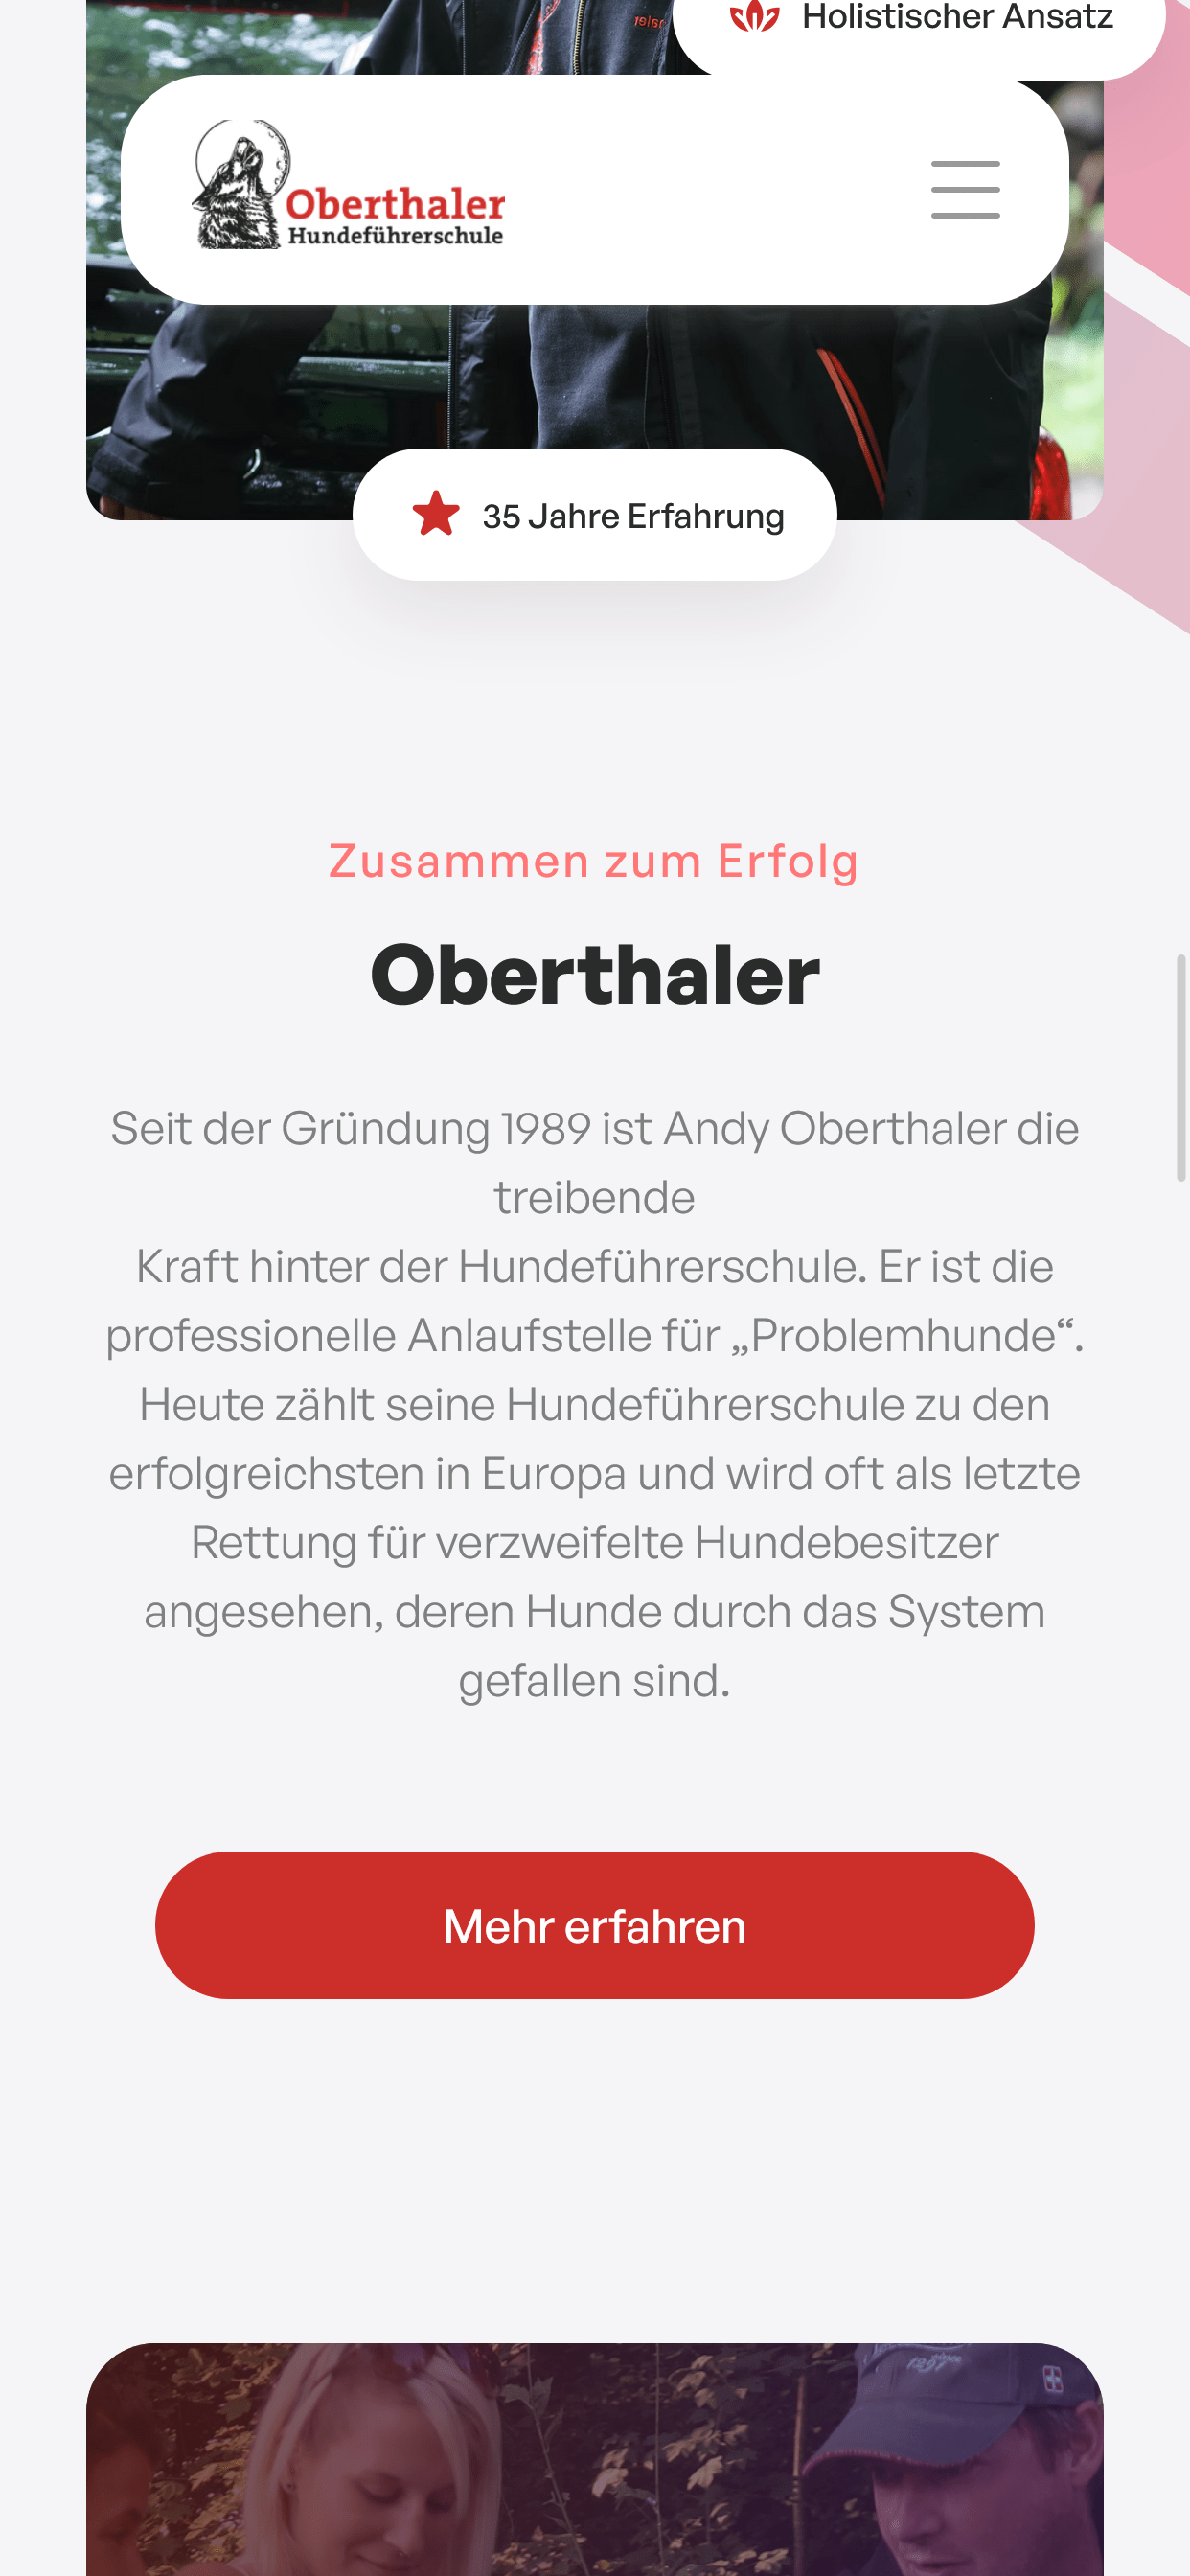 Holistischer Ansatz
Oberthaler
Hundeführerschule
35 Jahre Erfahrung
Zusammen zum Erfolg
Oberthaler
Seit der Gründung 1989 ist Andy Oberthaler die
treibende
Kraft hinter der Hundeführerschule. Er ist die
professionelle Anlaufstelle für „Problemhunde“.
Heute zählt seine Hundeführerschule zu den
erfolgreichsten in Europa und wird oft als letzte
Rettung für verzweifelte Hundebesitzer
angesehen, deren Hunde durch das System
gefallen sind.
Mehr erfahren